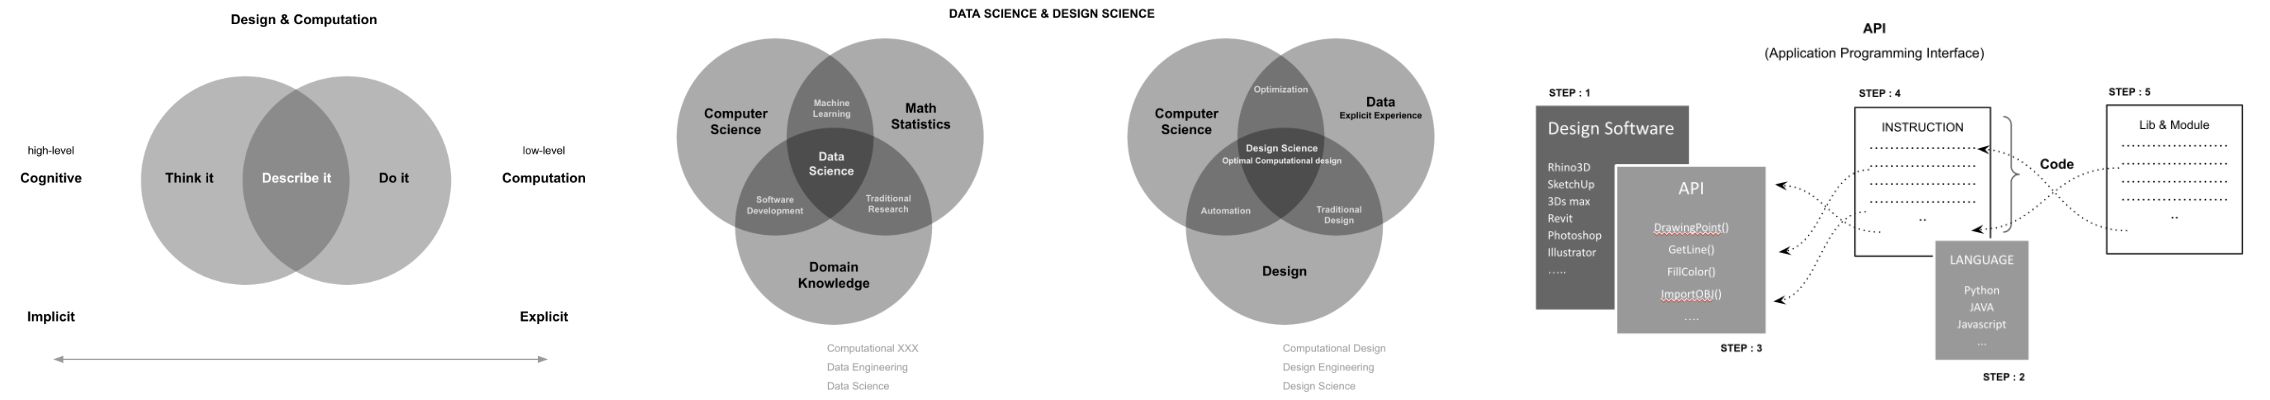 Design & Computation
high-level
Cognitive
Think it
Describe it
Do it
low-level
Computation
Implicit
Explicit
DATA SCIENCE & DESIGN SCIENCE
Computer
Science
Machine
Learning
Math
Statistics
Data
Science
Software
Development
Traditional
Research
Domain
Knowledge
Computational XXX
Data Engineering
Data Science
Computer
Science
Optimization
Data
Explicit Experience
Design Science
Optimal Computational design
Automation
Traditional
Design
Design
Computational Design
Design Engineering
Design Science
API
(Application Programming Interface)
STEP : 1
Design Software
Rhino3D
SketchUp
3Ds max
Revit
Photoshop
Illustrator
.....
API
DrawingPoint()
GetLine()
FillColor()
ImportOBJ()
....
STEP : 3
STEP : 4
INSTRUCTION
..
Code
LANGUAGE
Python
JAVA
Javascript
...
STEP : 2
STEP : 5
Lib & Module
..